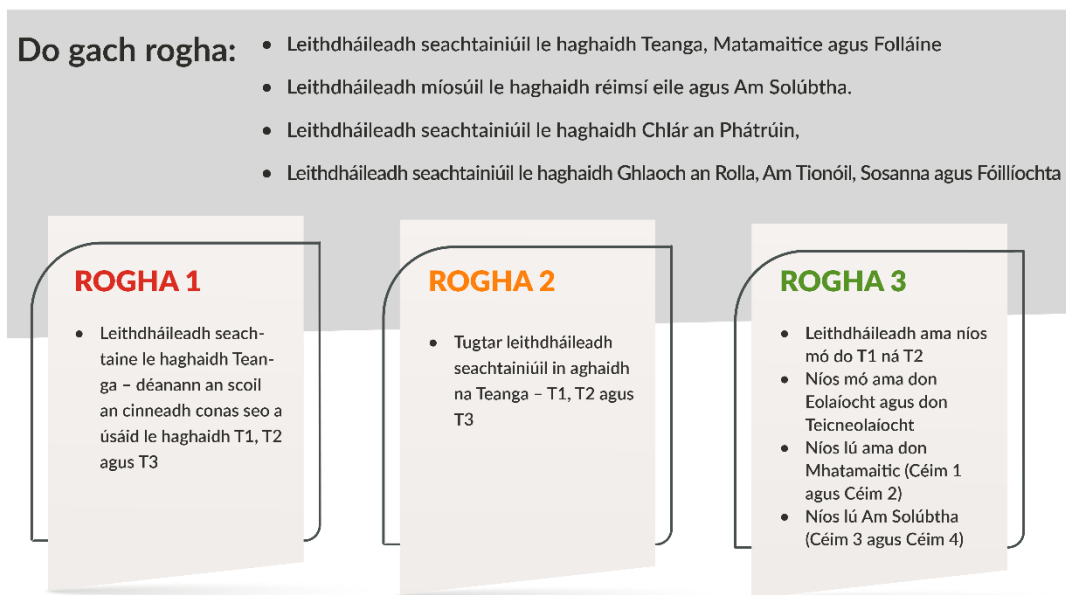 Do gach rogha:
• Leithdháileadh seachtainiúil le haghaidh Teanga, Matamaitice agus Folláine
• Leithdháileadh míosúil le haghaidh réimsí eile agus Am Solúbtha.
• Leithdháileadh seachtainiúil le haghaidh Chlár an Phátrúin,
• Leithdháileadh seachtainiúil le haghaidh Ghlaoch an Rolla, Am Tionóil, Sosanna agus Fóillíochta
ROGHA 1
• Leithdháileadh seach-
taine le haghaidh Tean-
ga – déanann an scoil
an cinneadh conas seo a
úsáid le haghaidh T1, T2
agus T3
ROGHA 2
• Tugtar leithdháileadh
seachtainiúil in aghaidh
na Teanga – T1, T2 agus
T3
ROGHA 3
• Leithdháileadh ama níos
mó do T1 ná T2
• Níos mó ama don
Eolaíocht agus don
Teicneolaíocht
• Níos lú ama don
Mhatamaitic (Céim 1
agus Céim 2)
• Níos lú Am Solúbtha
(Céim 3 agus Céim 4)